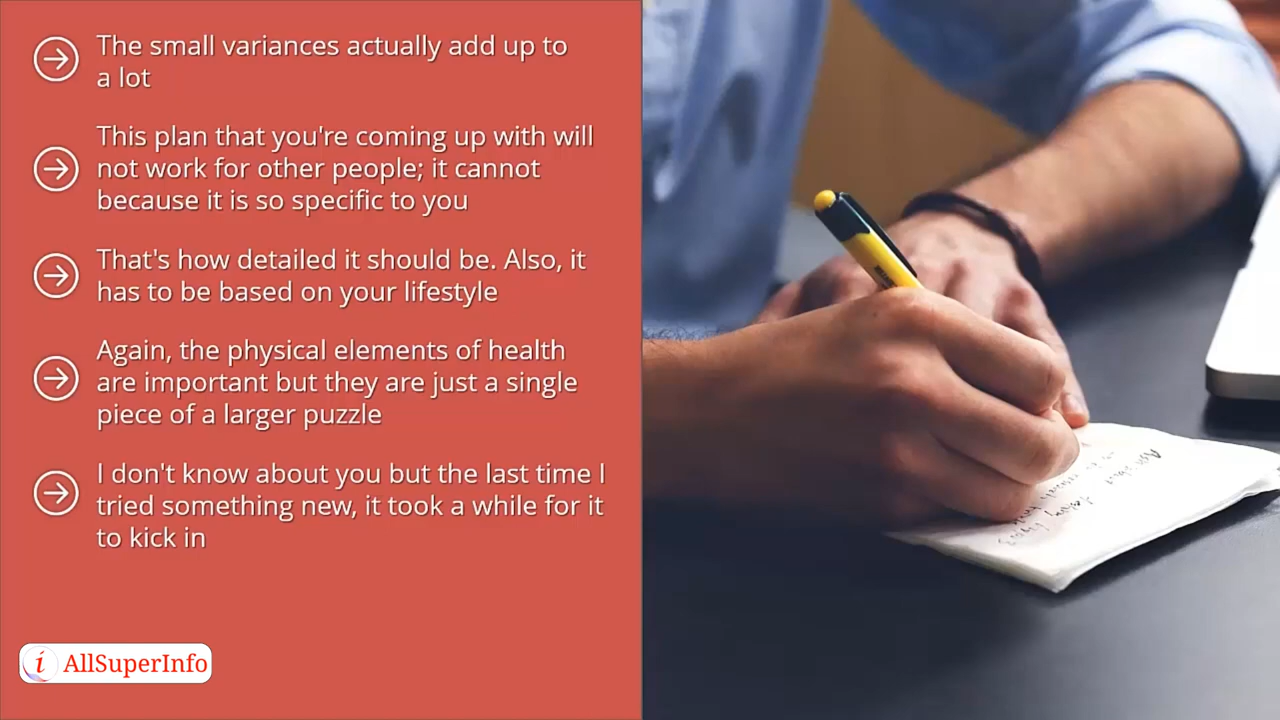 The small variances actually add up to
a lot
This plan that you're coming up with will
not work for other people; it cannot
because it is so specific to you
That's how detailed it should be. Also, it
has to be based on your lifestyle
Again, the physical elements of health
are important but they are just a single
piece of a larger puzzle
I don't know about you but the last time I
tried something new, it took a while for it
to kick in
i AllSuperInfo